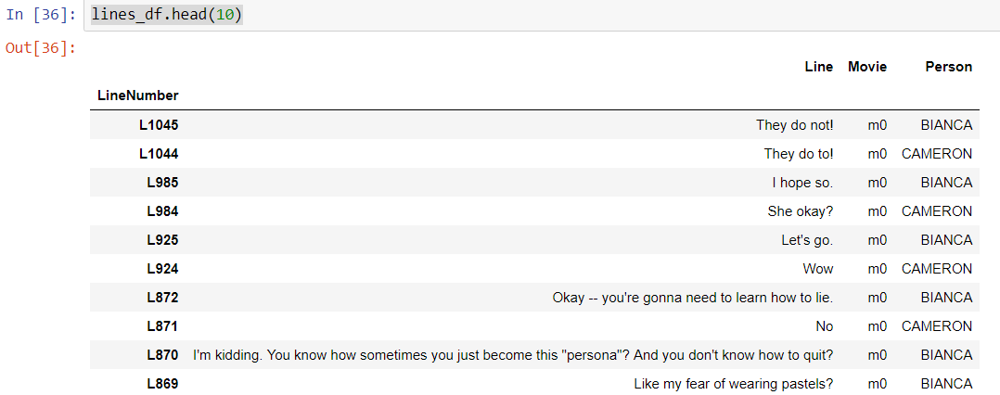 In [36]: lines_df.head(10)
Out[36]:
Line Movie Person
LineNumber
L1045 They do not! m0 BIANCA
L1044 They do to! m0 CAMERON
L985 I hope so. m0 BIANCA
L984 She okay? m0 CAMERON
L925 Let's go. m0 BIANCA
L924 Wow m0 CAMERON
L872 Okay -- you're gonna need to learn how to lie. m0 BIANCA
L871 No m0 CAMERON
L870 I'm kidding. You know how sometimes you just become this "persona"? And you don't know how to quit? m0 BIANCA
L869 Like my fear of wearing pastels? m0 BIANCA